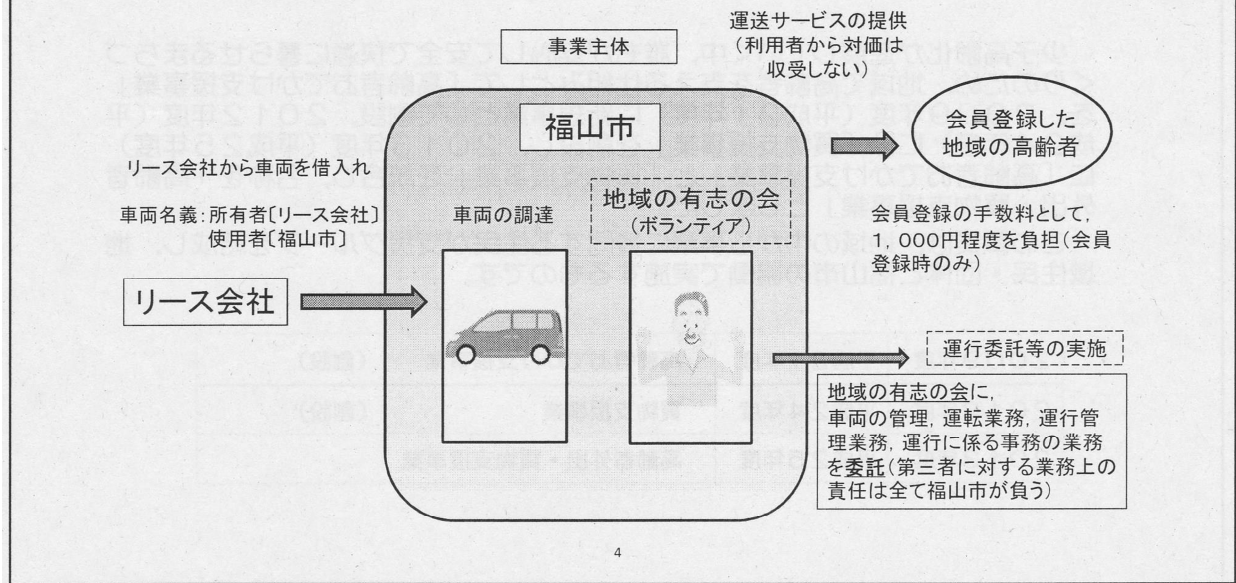 事業主体
運送サービスの提供
(利用者から対価は
収受しない)
福山市
会員登録した
地域の高齢者
リース会社から車両を借入れ
車両名義:所有者〔リース会社〕
使用者〔福山市〕
車両の調達
地域の有志の会
(ボランティア)
会員登録の手数料として,
1,000円程度を負担(会員
登録時のみ)
リース会社
運行委託等の実施
地域の有志の会に,
車両の管理,運転業務,運行管
理業務,運行に係る事務の業務
を委託(第三者に対する業務上の
責任は全て福山市が負う)
4